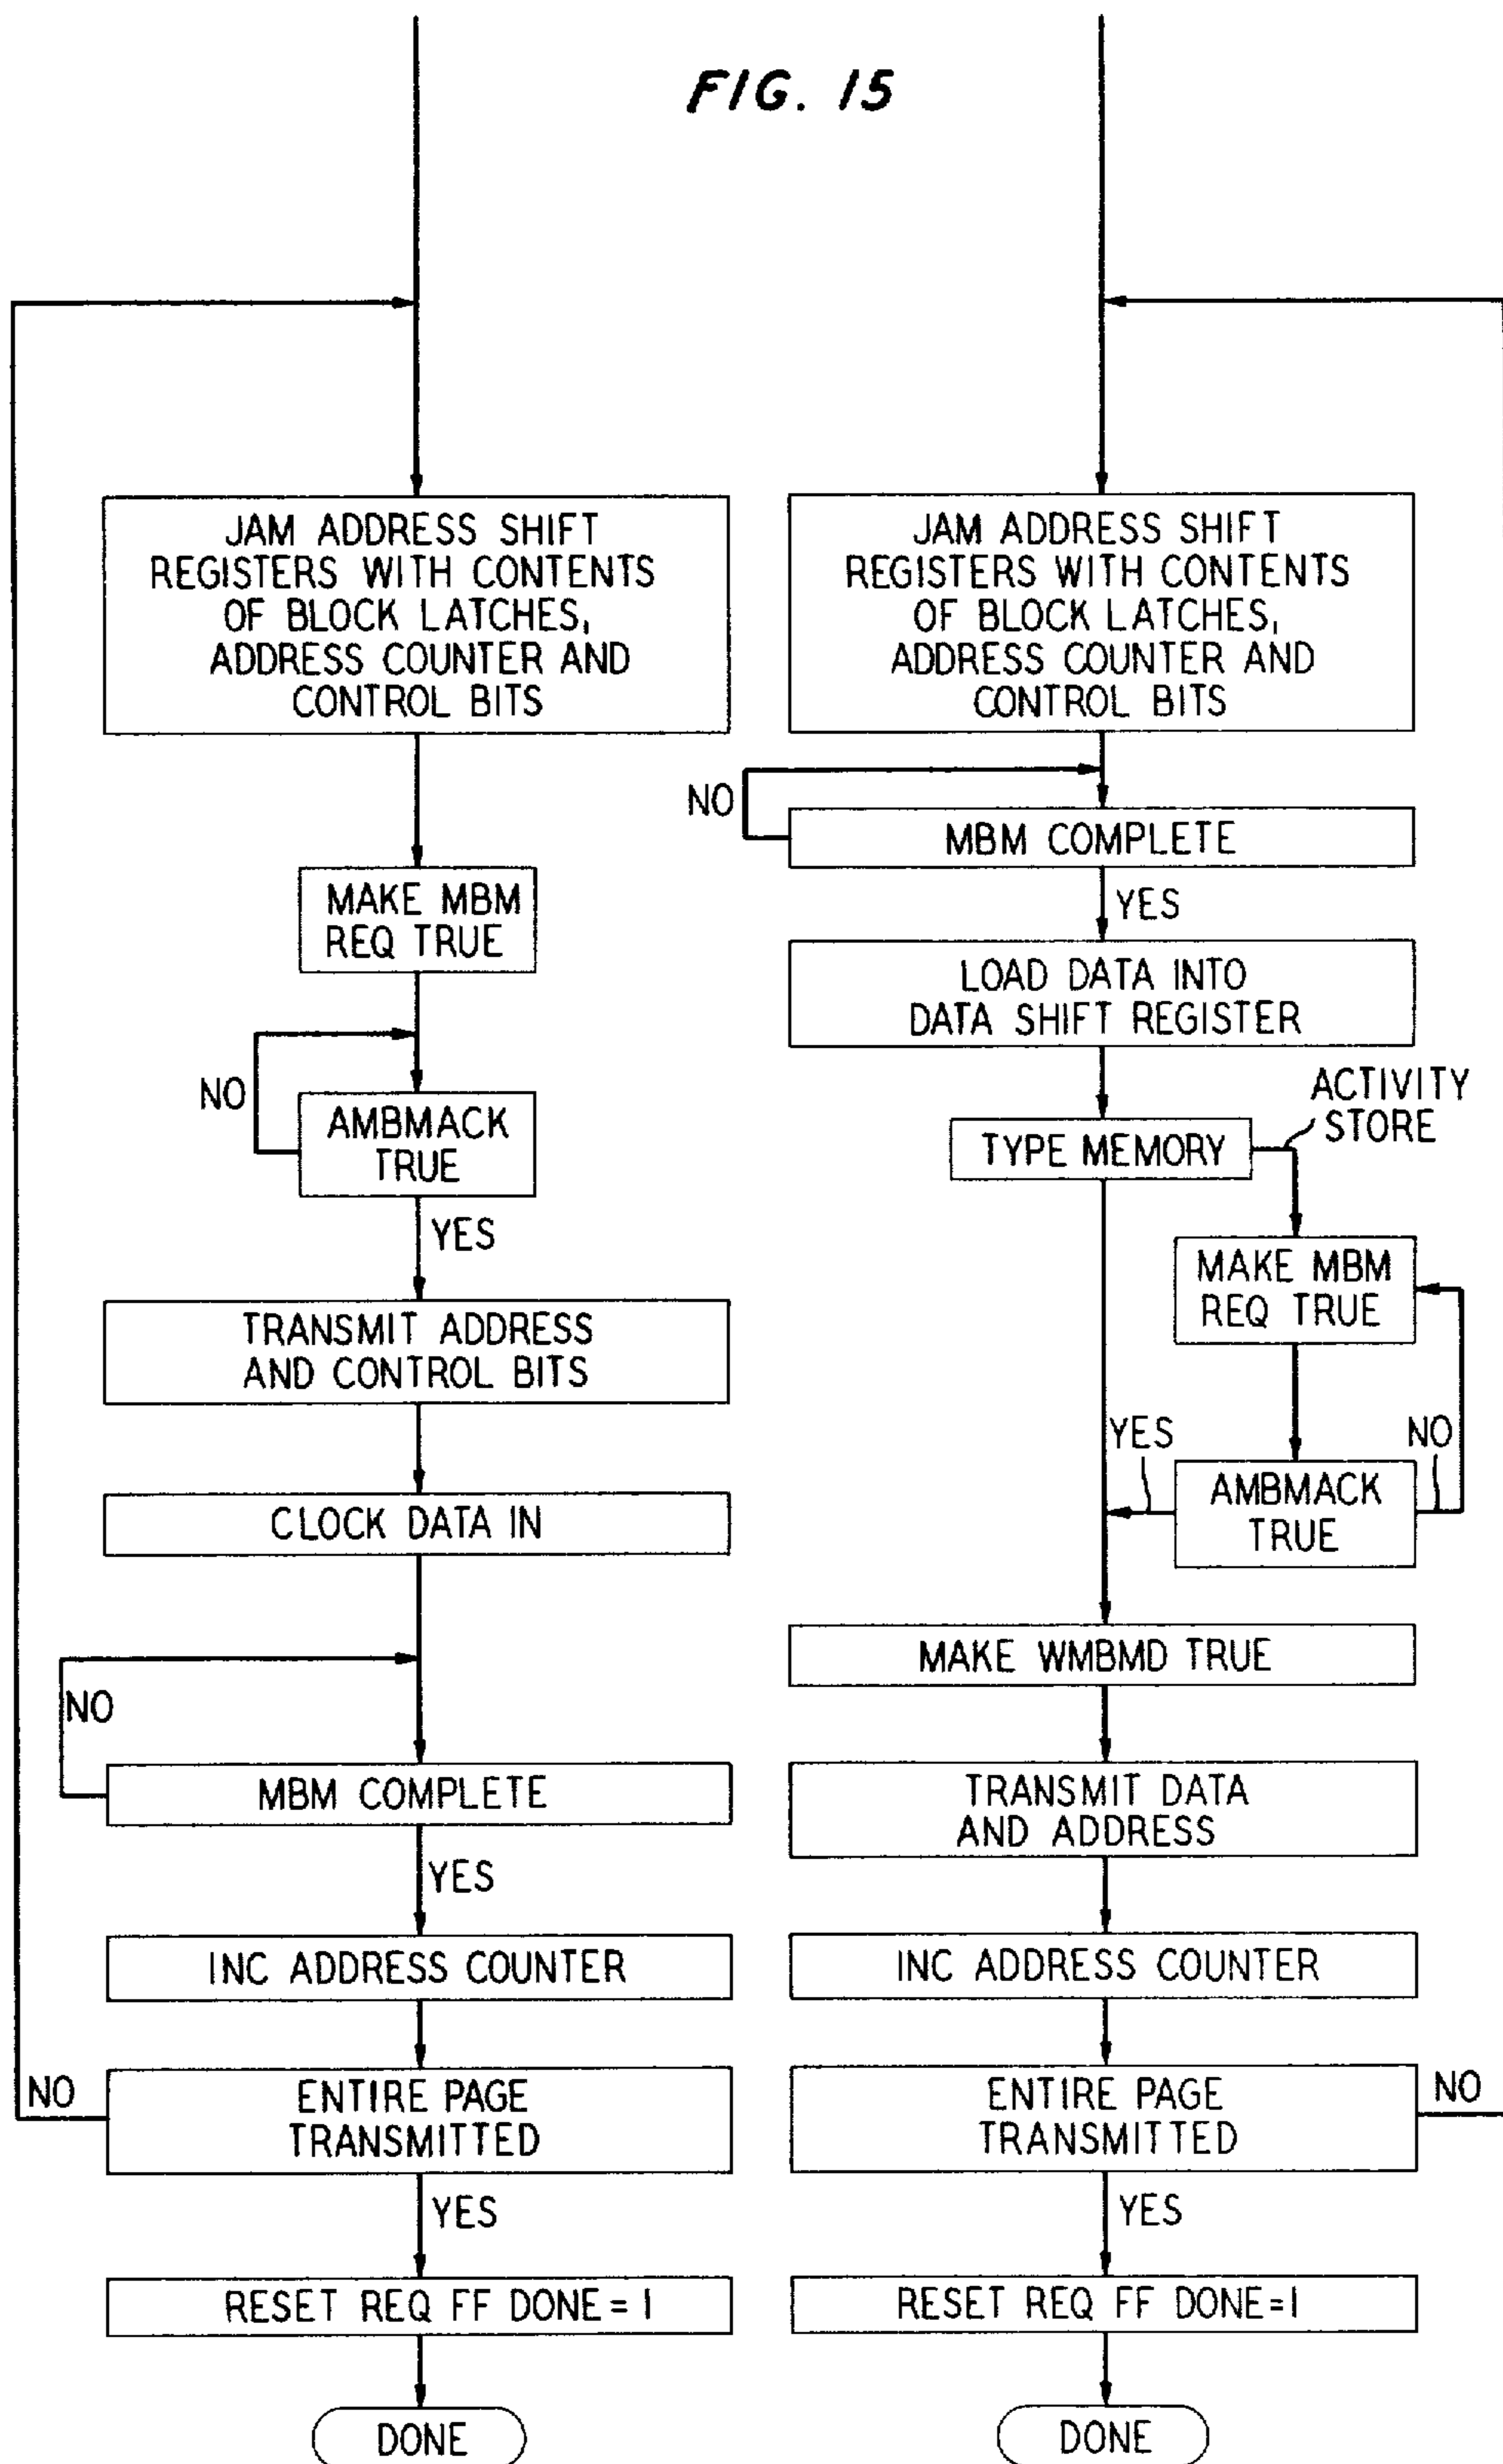 FIG. 15
JAM ADDRESS SHIFT
REGISTERS WITH CONTENTS
OF BLOCK LATCHES,
ADDRESS COUNTER AND
CONTROL BITS
MAKE MBM
REQ TRUE
NO
AMBMACK
TRUE
YES
TRANSMIT ADDRESS
AND CONTROL BITS
CLOCK DATA IN
NO
MBM COMPLETE
YES
INC ADDRESS COUNTER
NO
ENTIRE PAGE
TRANSMITTED
YES
RESET REQ FF DONE = 1
DONE
JAM ADDRESS SHIFT
REGISTERS WITH CONTENTS
OF BLOCK LATCHES,
ADDRESS COUNTER AND
CONTROL BITS
NO
MBM COMPLETE
YES
LOAD DATA INTO
DATA SHIFT REGISTER
TYPE MEMORY
ACTIVITY
STORE
MAKE MBM
REQ TRUE
YES
NO
AMBMACK
TRUE
MAKE WMBMD TRUE
TRANSMIT DATA
AND ADDRESS
INC ADDRESS COUNTER
ENTIRE PAGE
TRANSMITTED
NO
YES
RESET REQ FF DONE=1
DONE